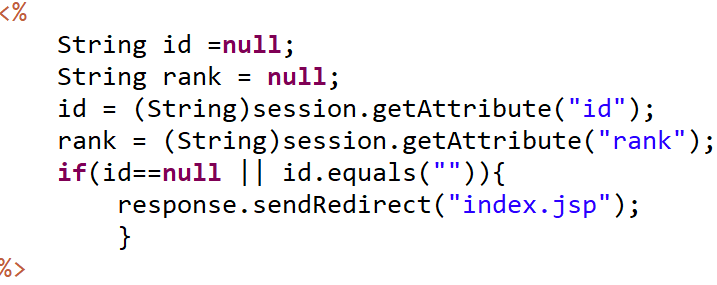 <%
    String id =null;
    String rank = null;
    id = (String)session.getAttribute("id");
    rank = (String)session.getAttribute("rank");
    if(id==null || id.equals("")){
        response.sendRedirect("index.jsp");
        }
%>